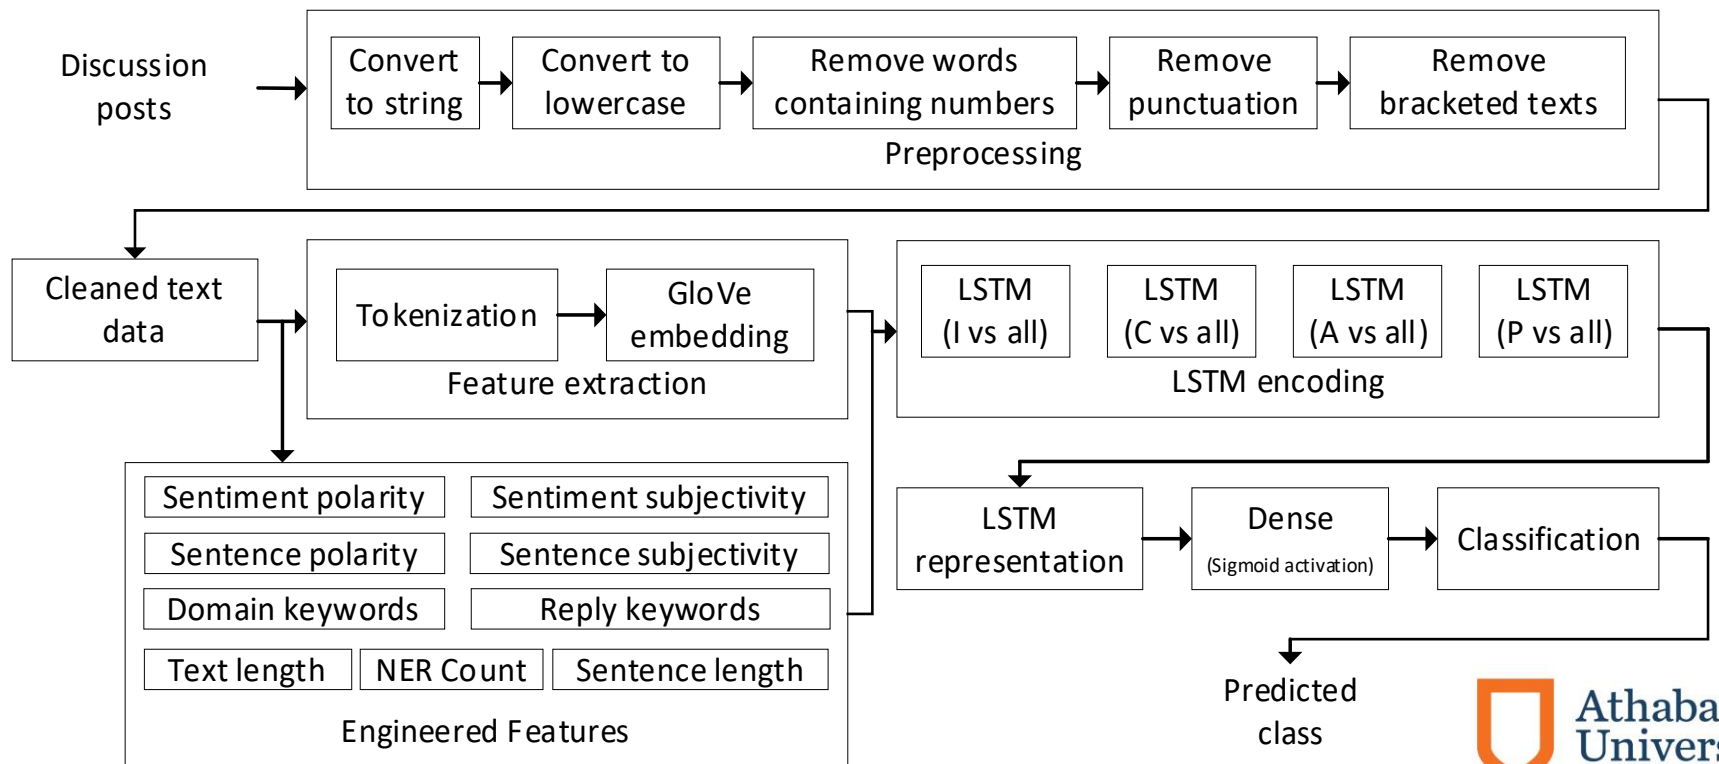 Discussion
posts
Convert
to string
Convert to
lowercase
Remove words
containing numbers
Remove
punctuation
Remove
bracketed texts
Preprocessing
Cleaned text
data
Tokenization
GloVe
embedding
Feature extraction
LSTM
(I vs all)
LSTM
(C vs all)
LSTM
(A vs all)
LSTM
(P vs all)
LSTM encoding
Sentiment polarity
Sentiment subjectivity
Sentence polarity
Sentence subjectivity
Domain keywords
Reply keywords
Text length
NER Count
Sentence length
Engineered Features
LSTM
representation
Dense
(Sigmoid activation)
Classification
Predicted
class